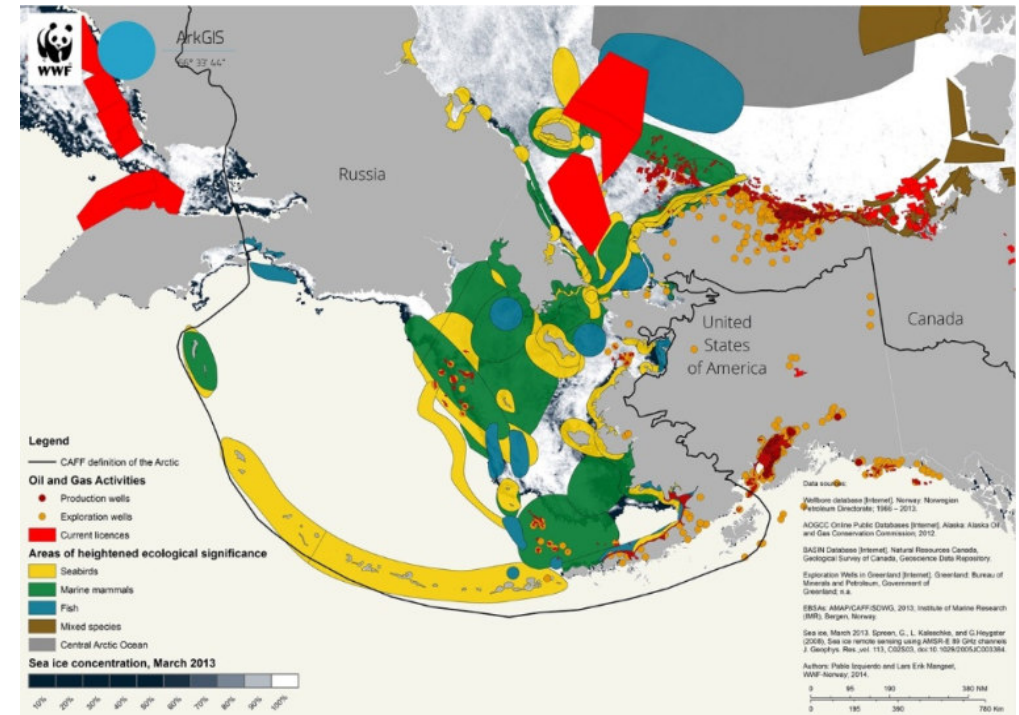 WWF
ArkGIS
66° 33' 44"
Russia
United
States
of America
Canada
Legend
CAFF definition of the Arctic
Oil and Gas Activities
Production wells
Exploration wells
Current licences
Areas of heightened ecological significance
Seabirds
Marine mammals
Fish
Mixed species
Central Arctic Ocean
Sea ice concentration, March 2013
10% 20% 30% 40% 50% 60% 70% 80% 90% 100%
Data sources:
Wellbore database [Internet]. Norway: Norwegian
Petroleum Directorate; 1966 – 2013.
AOGCC Online Public Databases [Internet]. Alaska: Alaska Oil
and Gas Conservation Commission; 2012.
BASIN Database [Internet]. Natural Resources Canada,
Geological Survey of Canada, Geoscience Data Repository.
Exploration Wells in Greenland [Internet]. Greenland: Bureau of
Minerals and Petroleum, Government of
Greenland; n.a.
EBSAs: AMAP/CAFF/SDWG, 2013; Institute of Marine Research
(IMR), Bergen, Norway.
Sea ice, March 2013. Spreen, G., L. Kaleschke, and G.Heygster
(2008), Sea ice remote sensing using AMSR-E 89 GHz channels
J. Geophys. Res.,vol. 113, C02S03, doi:10.1029/2005JC003384.
Authors: Pablo Izquierdo and Lars Erik Mangset,
WWF-Norway; 2014.
0 95 190 380 NM
0 195 390 780 Km